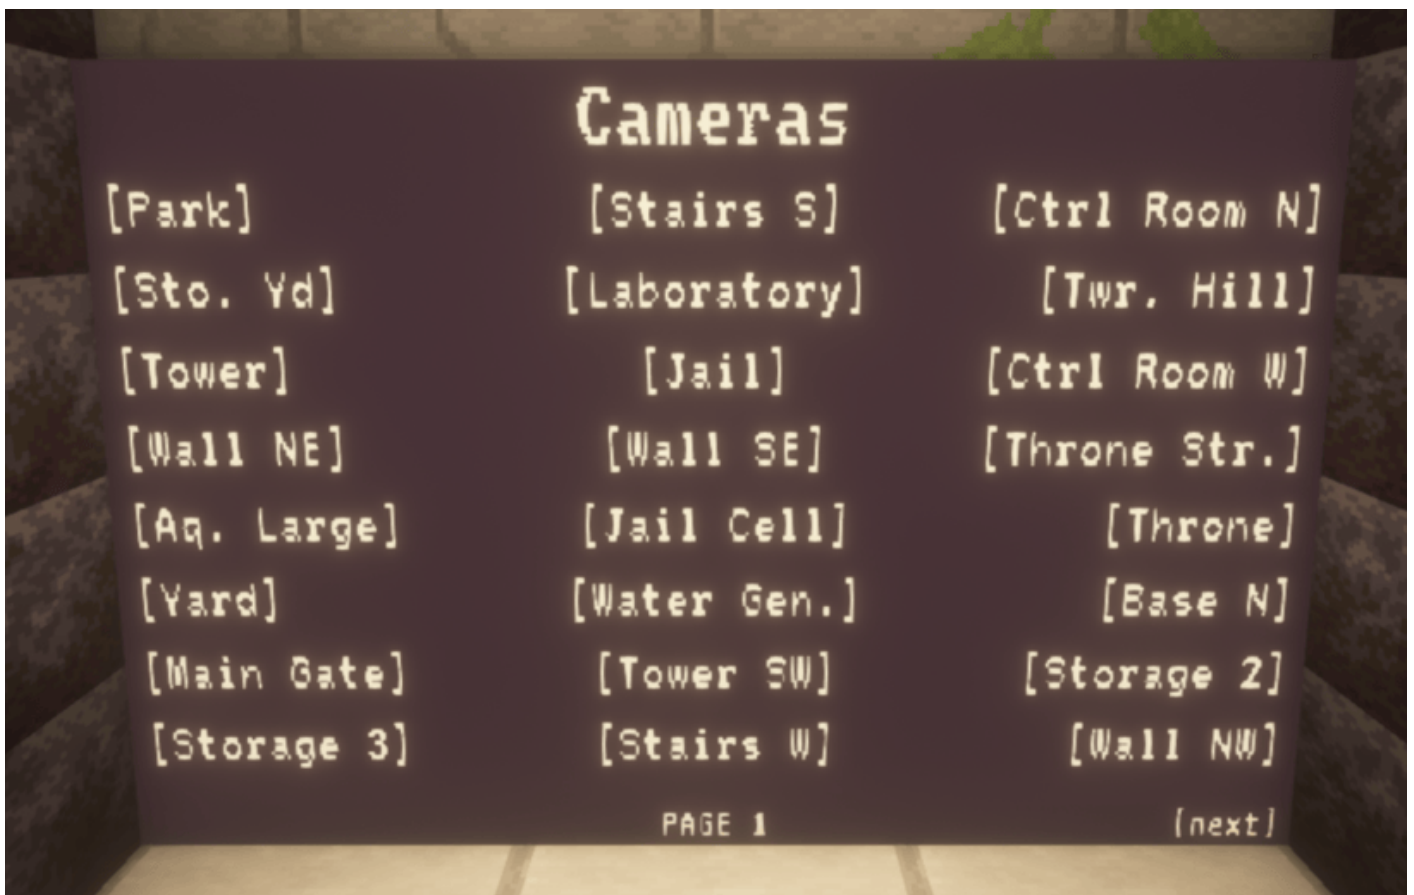 Cameras
[Park] [Stairs S] [Ctrl Room N]
[Sto. Yd] [Laboratory] [Twr. Hill]
[Tower] [Jail] [Ctrl Room W]
[Wall NE] [Wall SE] [Throne Str.]
[Aq. Large] [Jail Cell] [Throne]
[Yard] [Water Gen.] [Base N]
[Main Gate] [Tower SW] [Storage 2]
[Storage 3] [Stairs W] [Wall NW]
PAGE 1 [next]